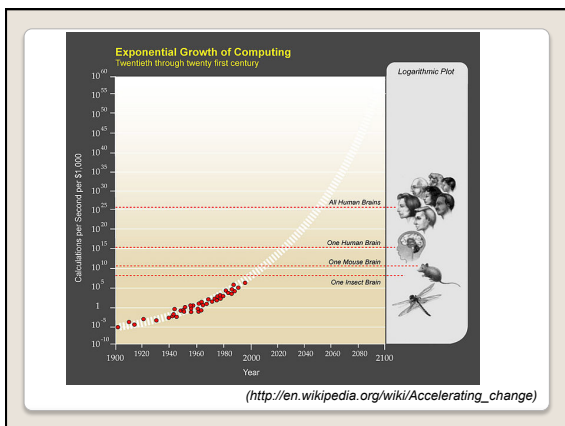 Exponential Growth of Computing
Twentieth through twenty first century
Logarithmic Plot
Calculations per Second per $1,000
10^60
10^55
10^50
10^45
10^40
10^35
10^30
10^25
10^20
10^15
10^10
10^5
1
10^-5
10^-10
All Human Brains
One Human Brain
One Mouse Brain
One Insect Brain
1900 1920 1940 1960 1980 2000 2020 2040 2060 2080 2100
Year
(http://en.wikipedia.org/wiki/Accelerating_change)